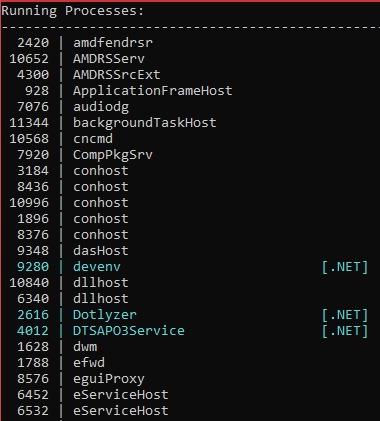 Running Processes:
------------------------------------------------
2420 | amdfendrsr
10652 | AMDRSServ
4300 | AMDRSSrcExt
928 | ApplicationFrameHost
7076 | audiodg
11344 | backgroundTaskHost
10568 | cncmd
7920 | CompPkgSrv
3184 | conhost
8436 | conhost
10996 | conhost
1896 | conhost
8376 | conhost
9348 | dasHost
9280 | devenv [.NET]
10840 | dllhost
6340 | dllhost
2616 | Dotlyzer [.NET]
4012 | DTSAPO3Service [.NET]
1628 | dwm
1788 | efwd
8576 | eguiProxy
6452 | eServiceHost
6532 | eServiceHost